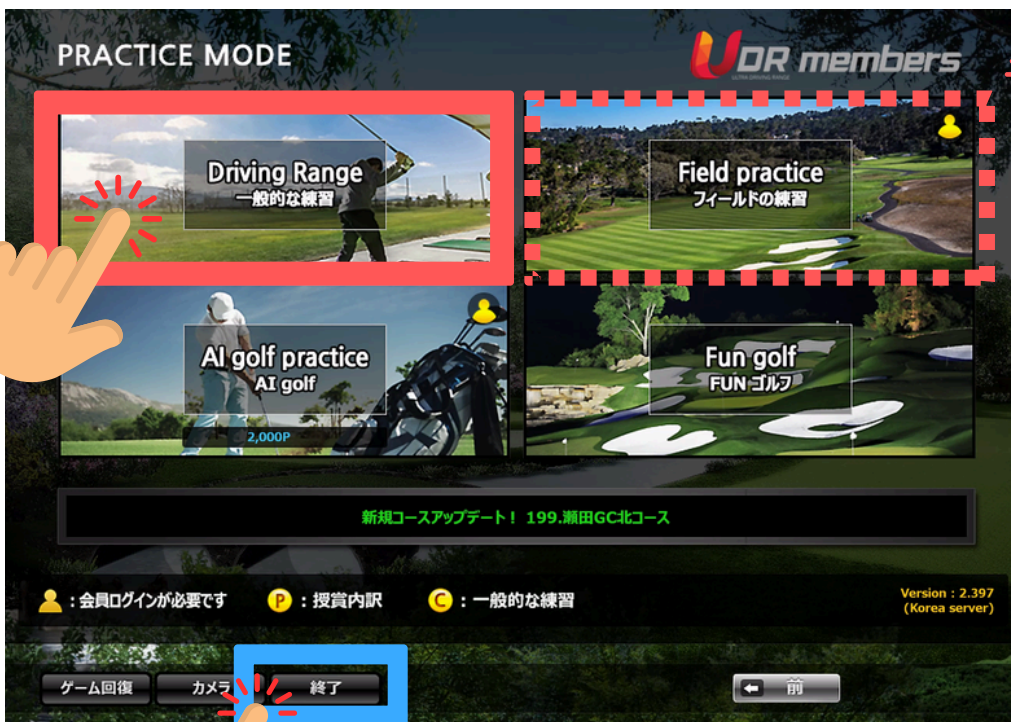 PRACTICE MODE
UDR members
ULTRA DRIVING RANGE
Driving Range
一般的な練習
Field practice
フィールドの練習
AI golf practice
AI golf
2,000P
Fun golf
FUN ゴルフ
新規コースアップデート! 199.瀬田GC北コース
:会員ログインが必要です
P :授賞内訳
C :一般的な練習
Version : 2.397
(Korea server)
ゲーム回復
カメラ
終了
前